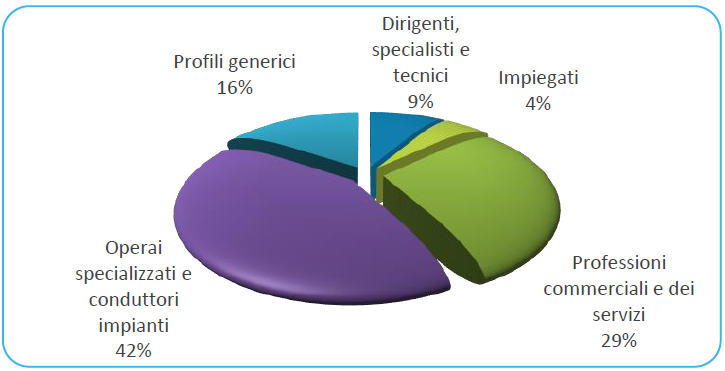 Dirigenti,
specialisti e
tecnici
9%
Impiegati
4%
Professioni
commerciali e dei
servizi
29%
Operai
specializzati e
conduttori
impianti
42%
Profili generici
16%